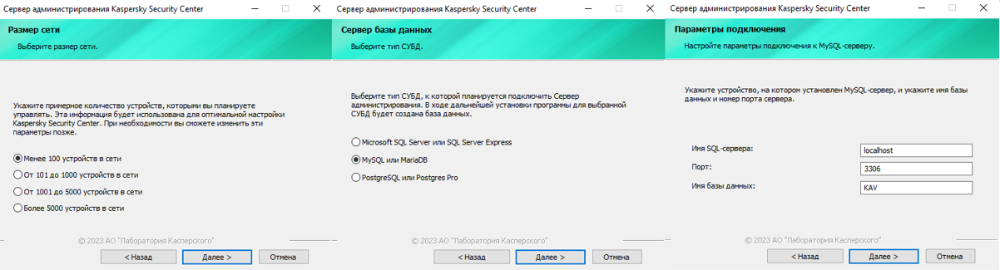 Сервер администрирования Kaspersky Security Center
Размер сети
Выберите размер сети.
Укажите примерное количество устройств, которыми вы планируете
управлять. Эта информация будет использована для оптимальной настройки
Kaspersky Security Center. При необходимости вы сможете изменить эти
параметры позже.
Менее 100 устройств в сети
От 101 до 1000 устройств в сети
От 1001 до 5000 устройств в сети
Более 5000 устройств в сети
© 2023 АО "Лаборатория Касперского"
< Назад
Далее >
Отмена
Сервер администрирования Kaspersky Security Center
Сервер базы данных
Выберите тип СУБД.
Выберите тип СУБД, к которой планируется подключить Сервер
администрирования. В ходе дальнейшей установки программы для выбранной
СУБД будет создана база данных.
Microsoft SQL Server или SQL Server Express
MySQL или MariaDB
PostgreSQL или Postgres Pro
© 2023 АО "Лаборатория Касперского"
< Назад
Далее >
Отмена
Сервер администрирования Kaspersky Security Center
Параметры подключения
Настройте параметры подключения к MySQL-серверу.
Укажите устройство, на котором установлен MySQL-сервер, и укажите имя базы
данных и номер порта сервера.
Имя SQL-сервера:
localhost
Порт:
3306
Имя базы данных:
KAV
© 2023 АО "Лаборатория Касперского"
< Назад
Далее >
Отмена